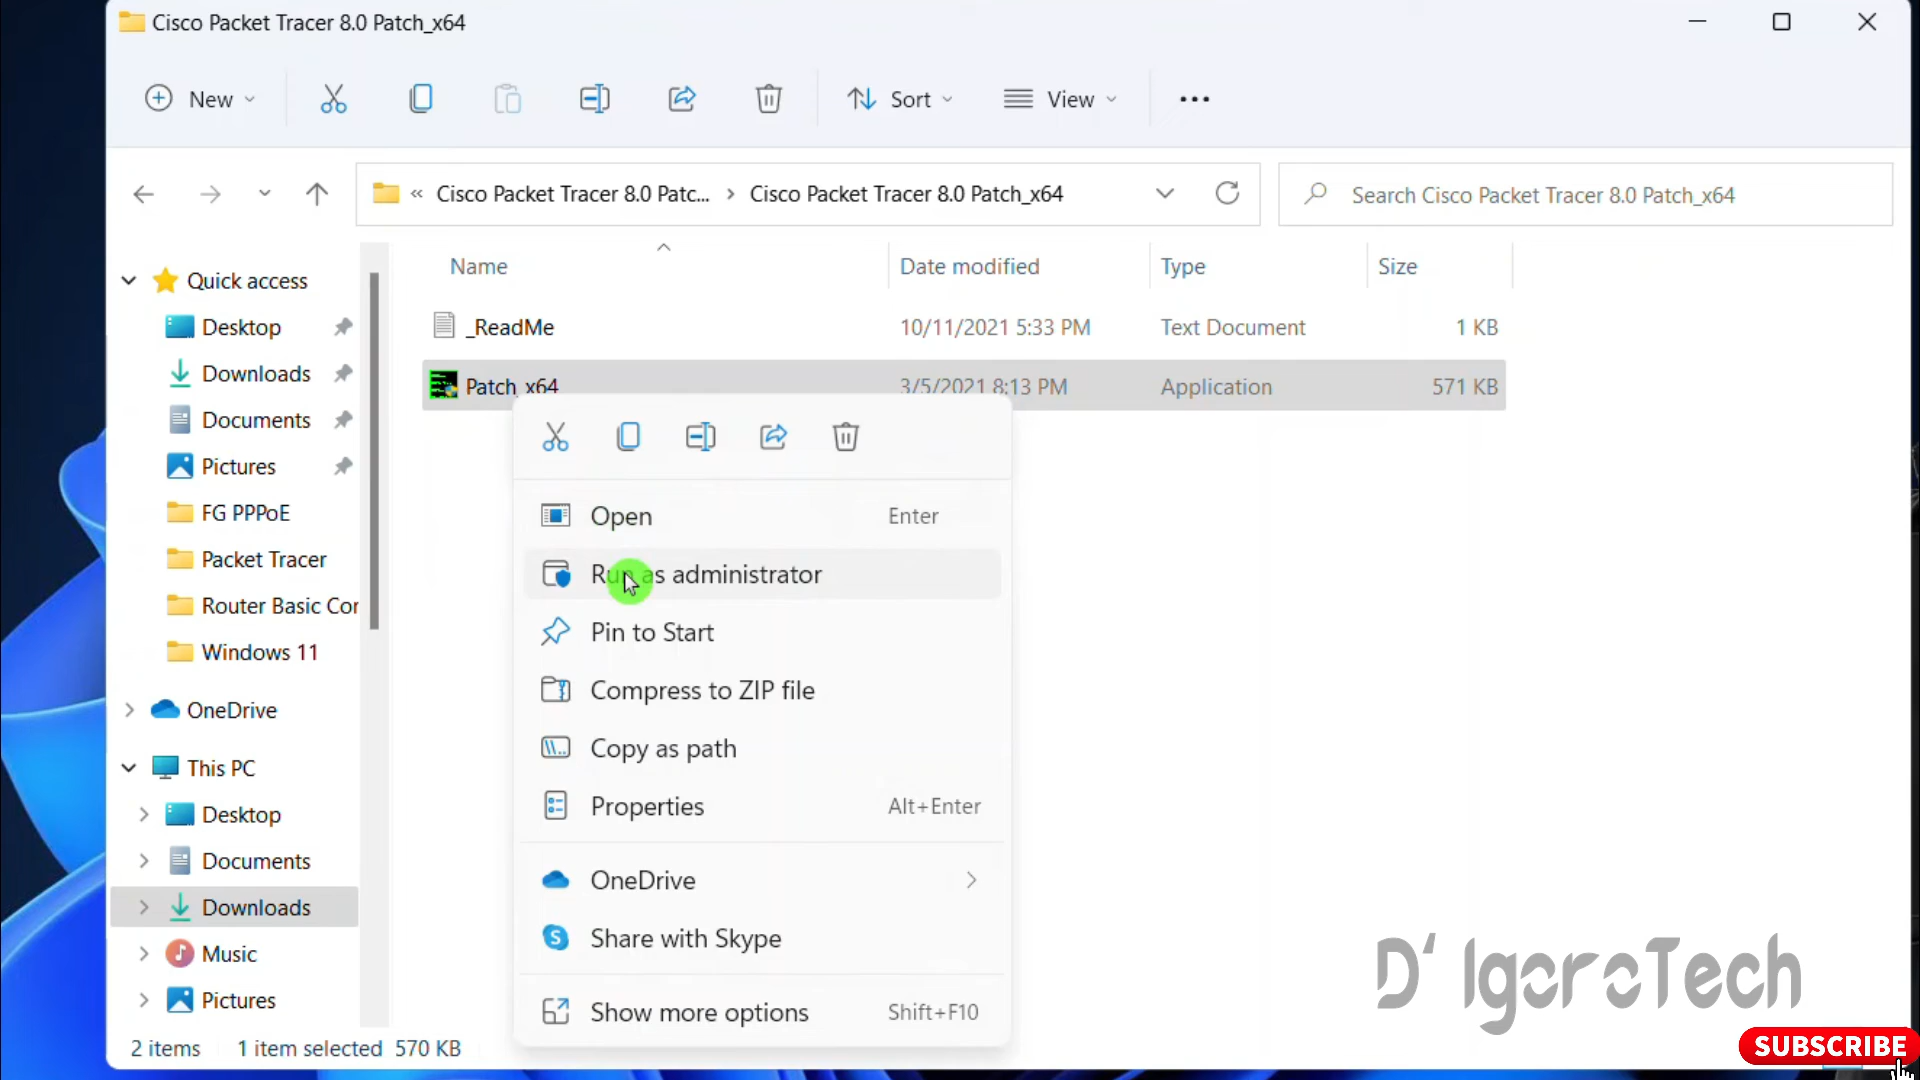 Cisco Packet Tracer 8.0 Patch_x64
New
Sort
View
« Cisco Packet Tracer 8.0 Patc... > Cisco Packet Tracer 8.0 Patch_x64
Search Cisco Packet Tracer 8.0 Patch_x64
Name Date modified Type Size
_ReadMe 10/11/2021 5:33 PM Text Document 1 KB
Patch_x64 3/5/2021 8:13 PM Application 571 KB
Quick access
Desktop
Downloads
Documents
Pictures
FG PPPoE
Packet Tracer
Router Basic Cor
Windows 11
OneDrive
This PC
Desktop
Documents
Downloads
Music
Pictures
Open Enter
Run as administrator
Pin to Start
Compress to ZIP file
Copy as path
Properties Alt+Enter
OneDrive
Share with Skype
Show more options Shift+F10
2 items 1 item selected 570 KB
D' IgoroTech
SUBSCRIBE